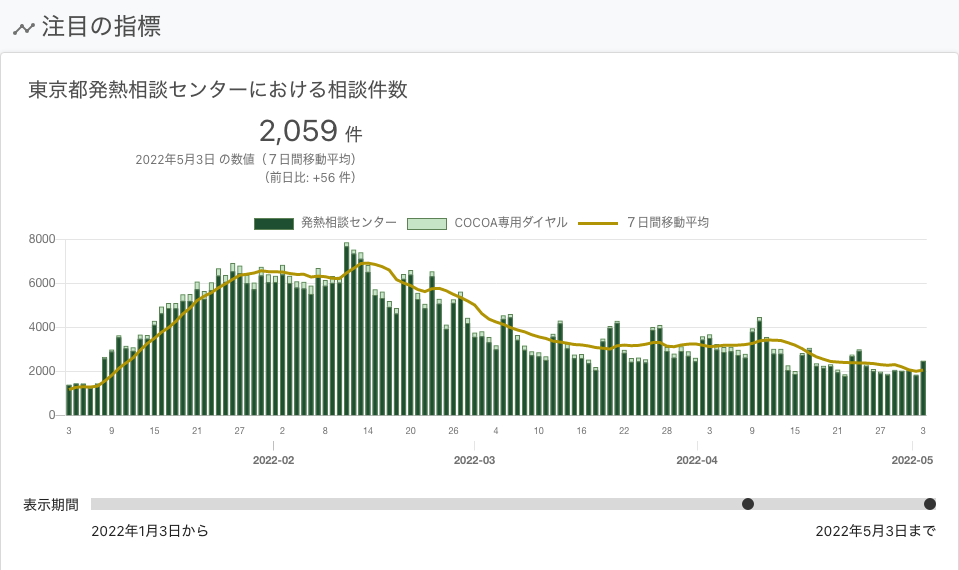 注目の指標
東京都発熱相談センターにおける相談件数
2,059 件
2022年5月3日 の数値（７日間移動平均）
（前日比: +56 件）
発熱相談センター COCOA専用ダイヤル ７日間移動平均
8000
6000
4000
2000
0
3 9 15 21 27 2 8 14 20 26 4 10 16 22 28 3 9 15 21 27 3
2022-02 2022-03 2022-04 2022-05
表示期間
2022年1月3日から 2022年5月3日まで